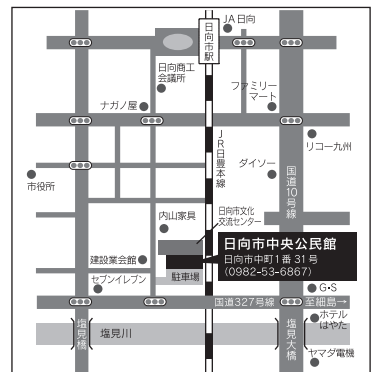 JA日向
日向市駅
日向商工
会議所
ファミリー
マート
ナガノ屋
リコー九州
JR日豊本線
ダイソー
国道10号線
市役所
内山家具
日向市文化
交流センター
日向市中央公民館
日向市中町1番31号
(0982-53-6867)
建設業会館
セブンイレブン
駐車場
G・S
国道327号線
至細島→
ホテル
はやた
塩見橋
塩見川
塩見大橋
ヤマダ電機